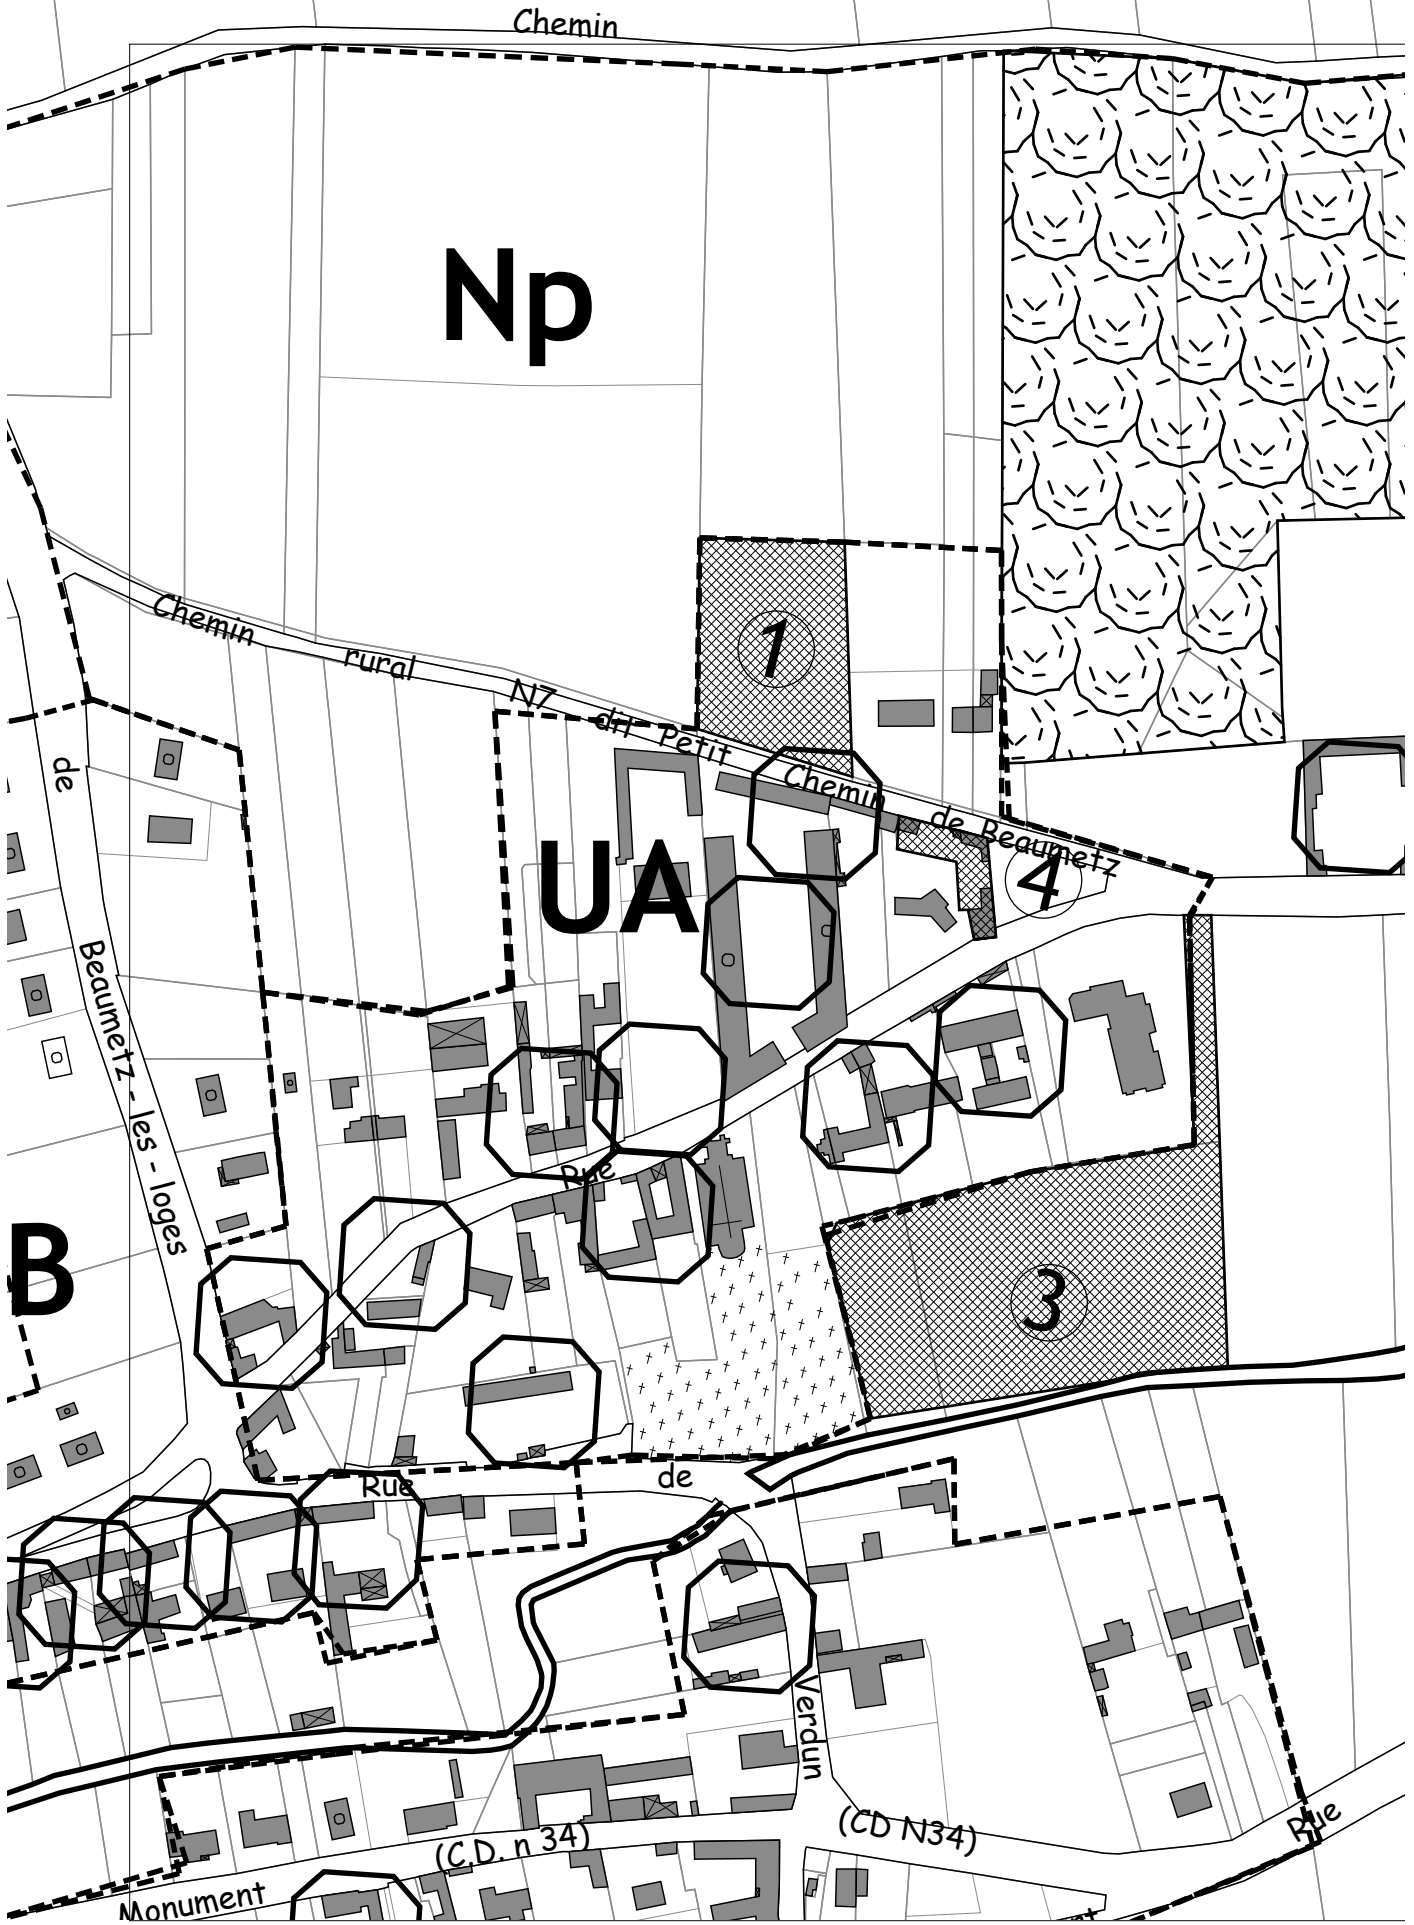 Chemin
Np
1
Chemin rural N7 dit Petit Chemin de Beaumetz
de Beaumetz - les - loges
UA
4
Rue
B
3
Rue de Verdun
(CD N34)
(C.D. n 34)
Rue
Monument